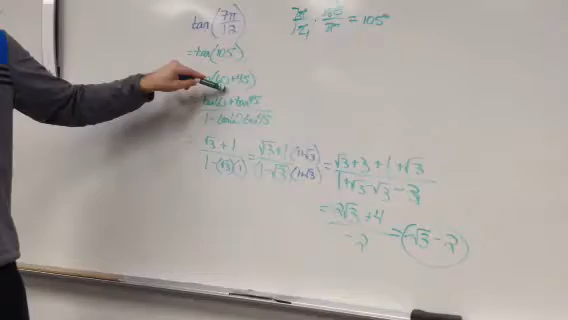 tan(7π/12)
7π/12 · 180/π = 105°
= tan(105°)
(60+45)
tan60 + tan45 / 1 - tan60 tan45
√3 + 1 / 1 - (√3)(1) = √3 + 1 (1+√3) / (1 - √3) (1+√3) = √3 + 3 + 1 + √3 / 1 + √3 - √3 - 3
= 2√3 + 4 / -2 = -√3 - 2